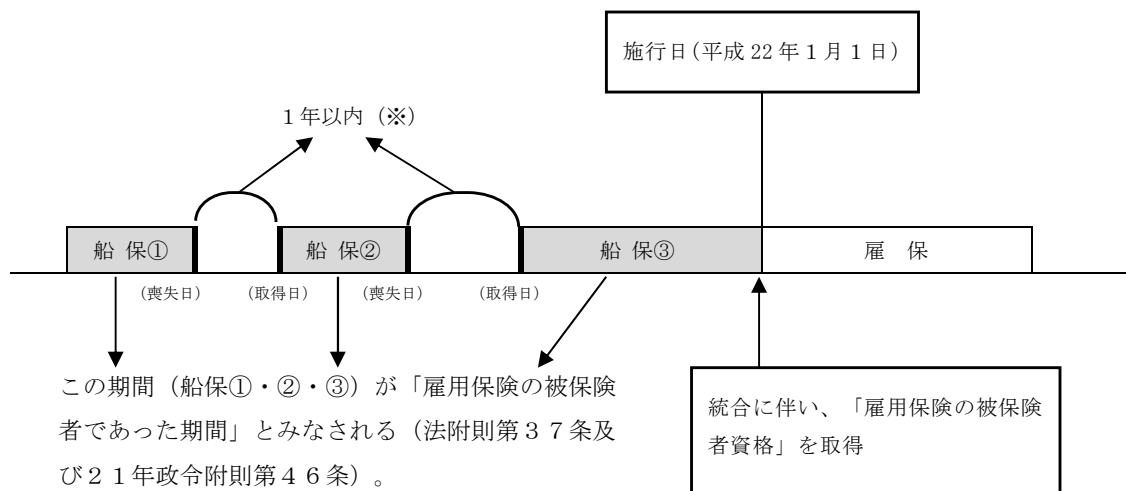 施行日(平成 22 年 1 月 1 日)
1 年以内 (※)
船 保①
船 保②
船 保③
雇 保
(喪失日)
(取得日)
(喪失日)
(取得日)
この期間(船保①・②・③)が「雇用保険の被保険
者であった期間」とみなされる(法附則第37条及
び21年政令附則第46条)。
統合に伴い、「雇用保険の被保険
者資格」を取得